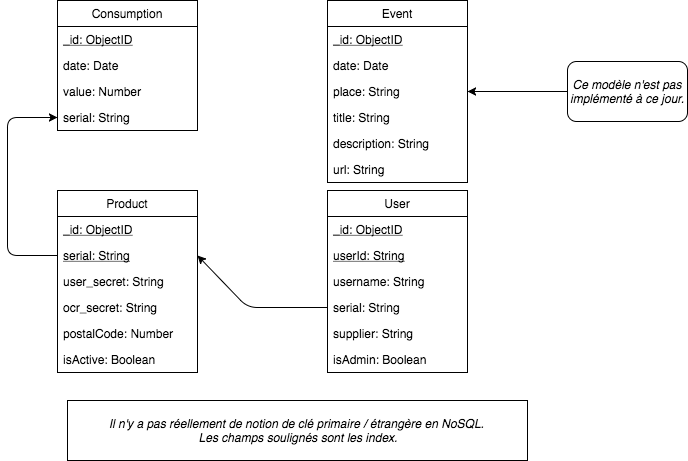 Consumption
_id: ObjectID
date: Date
value: Number
serial: String
Event
_id: ObjectID
date: Date
place: String
title: String
description: String
url: String
Ce modèle n'est pas
implémenté à ce jour.
Product
_id: ObjectID
serial: String
user_secret: String
ocr_secret: String
postalCode: Number
isActive: Boolean
User
_id: ObjectID
userId: String
username: String
serial: String
supplier: String
isAdmin: Boolean
Il n'y a pas réellement de notion de clé primaire / étrangère en NoSQL.
Les champs soulignés sont les index.